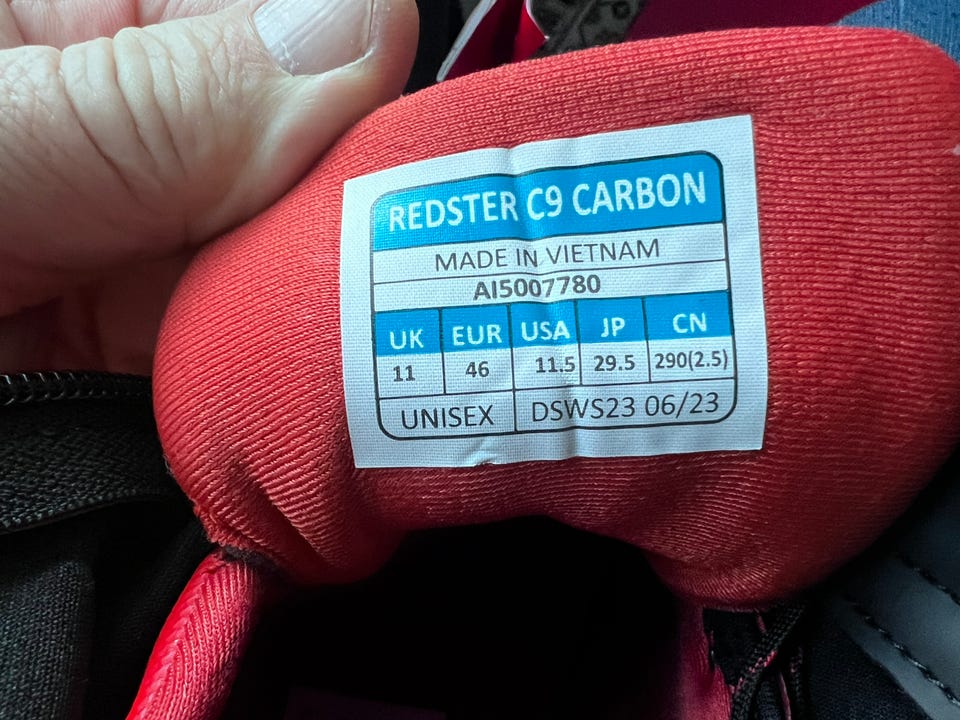 REDSTER C9 CARBON
MADE IN VIETNAM
AI5007780
UK EUR USA JP CN
11 46 11.5 29.5 290(2.5)
UNISEX DSWS23 06/23